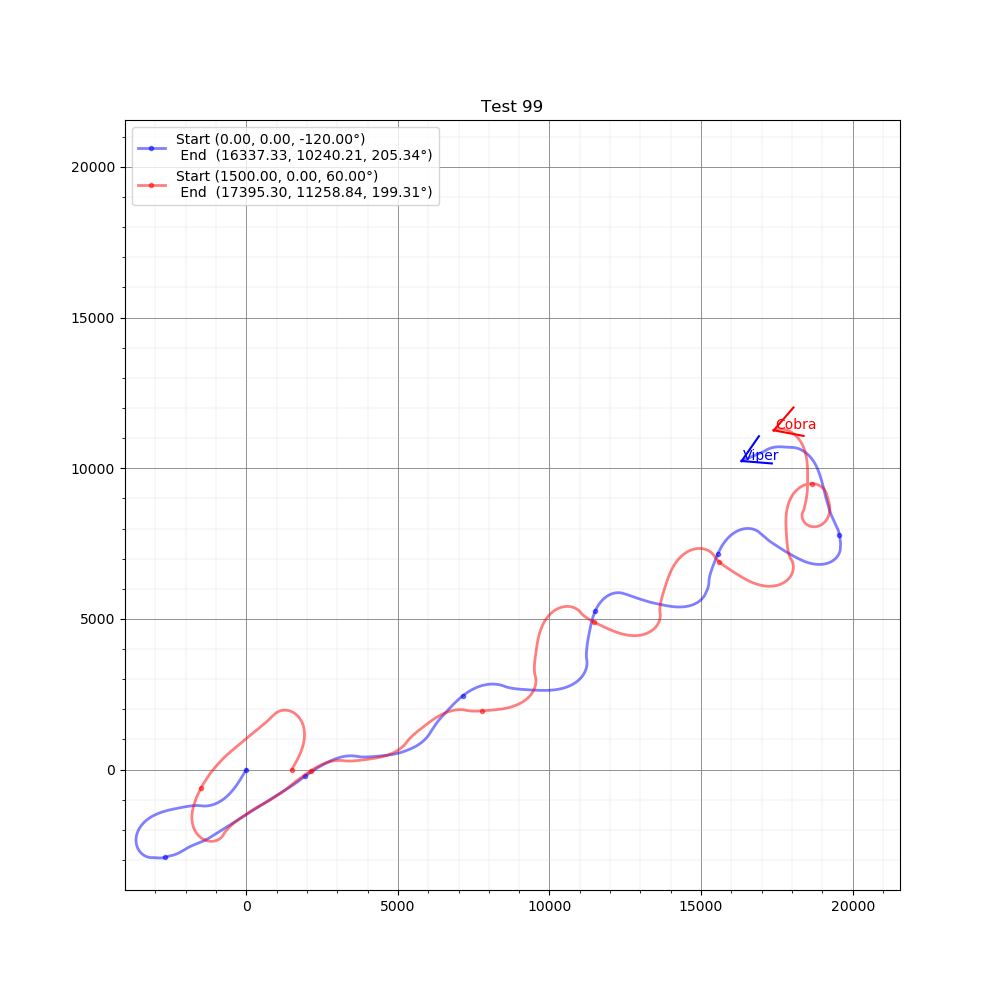 Test 99
Start (0.00, 0.00, -120.00°)
End  (16337.33, 10240.21, 205.34°)
Start (1500.00, 0.00, 60.00°)
End  (17395.30, 11258.84, 199.31°)
20000
15000
Cobra
Viper
10000
5000
0
0 5000 10000 15000 20000